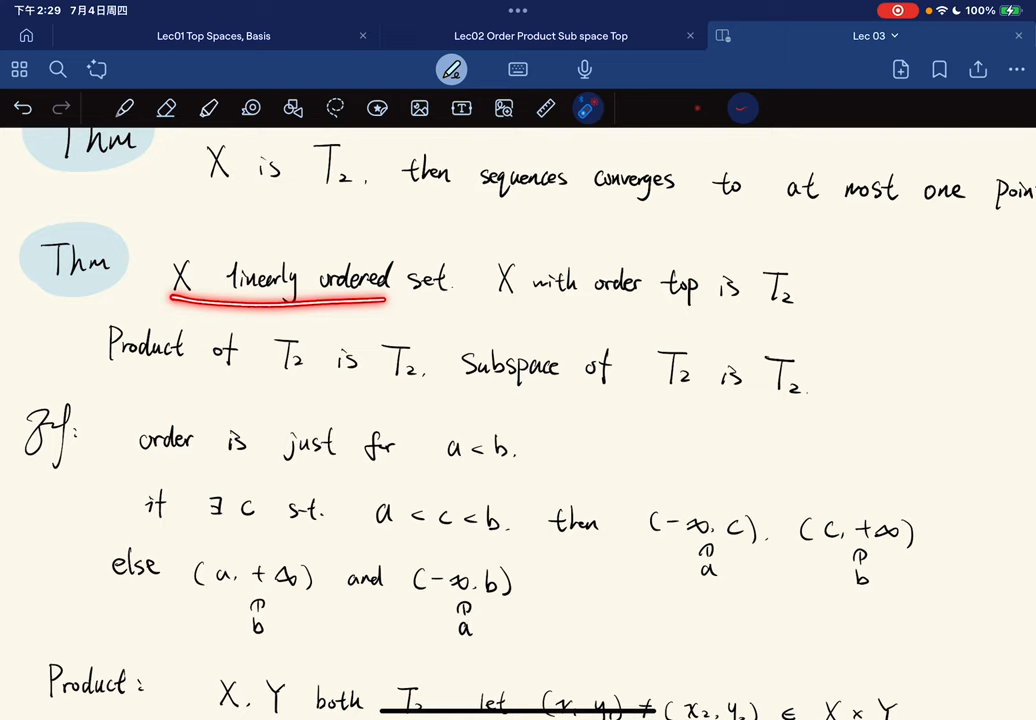 下午2:29 7月4日周四
100%
Lec01 Top Spaces, Basis
Lec02 Order Product Sub space Top
Lec 03
Thm
X is T₂, then sequences converges to at most one poin
Thm
X linearly ordered set. X with order top is T₂
Product of T₂ is T₂, Subspace of T₂ is T₂.
Pf:
order is just for a < b.
if ∃ c s.t. a < c < b. then (-∞, c). (c, +∞)
a b
else (a, +∞) and (-∞, b)
b a
Product:
X, Y both T₂ let (x, y) ≠ (x₂, y₂) ∈ X × Y